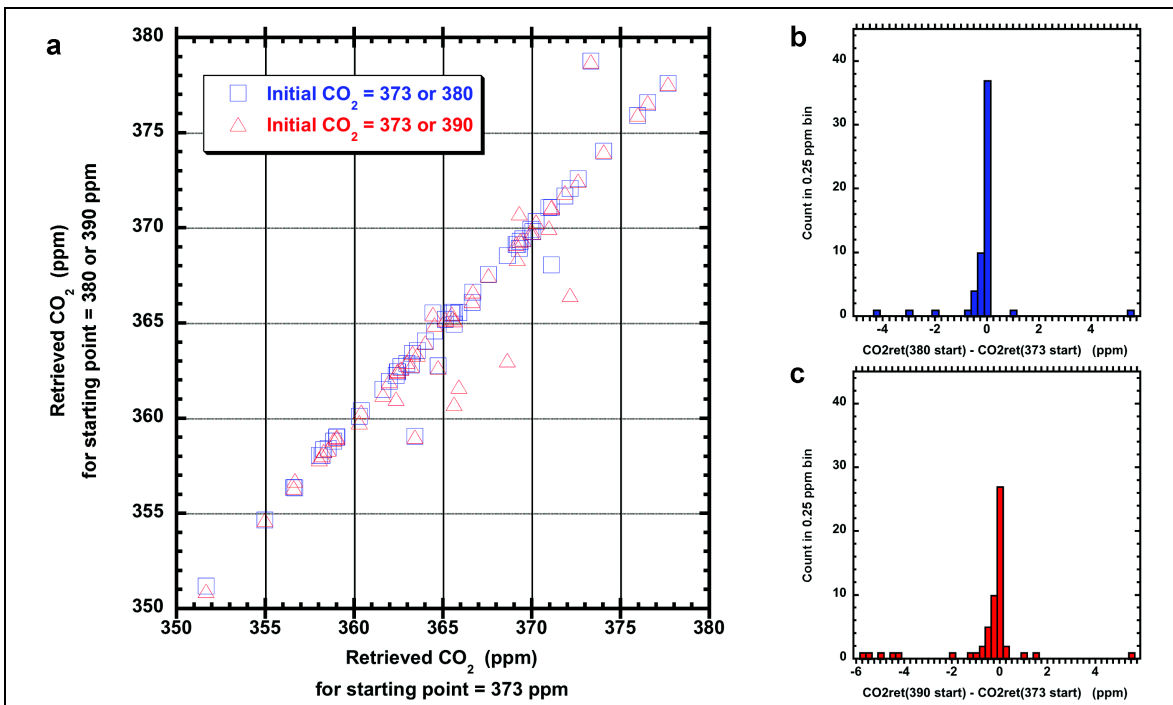 a
380
375
370
365
360
355
350
350
355
360
365
370
375
380
Initial CO2 = 373 or 380
Initial CO2 = 373 or 390
Retrieved CO2 (ppm)
for starting point = 380 or 390 ppm
Retrieved CO2 (ppm)
for starting point = 373 ppm
b
40
30
20
10
0
-4
-2
0
2
4
Count in 0.25 ppm bin
CO2ret(380 start) - CO2ret(373 start) (ppm)
c
40
30
20
10
0
-6
-4
-2
0
2
4
Count in 0.25 ppm bin
CO2ret(390 start) - CO2ret(373 start) (ppm)